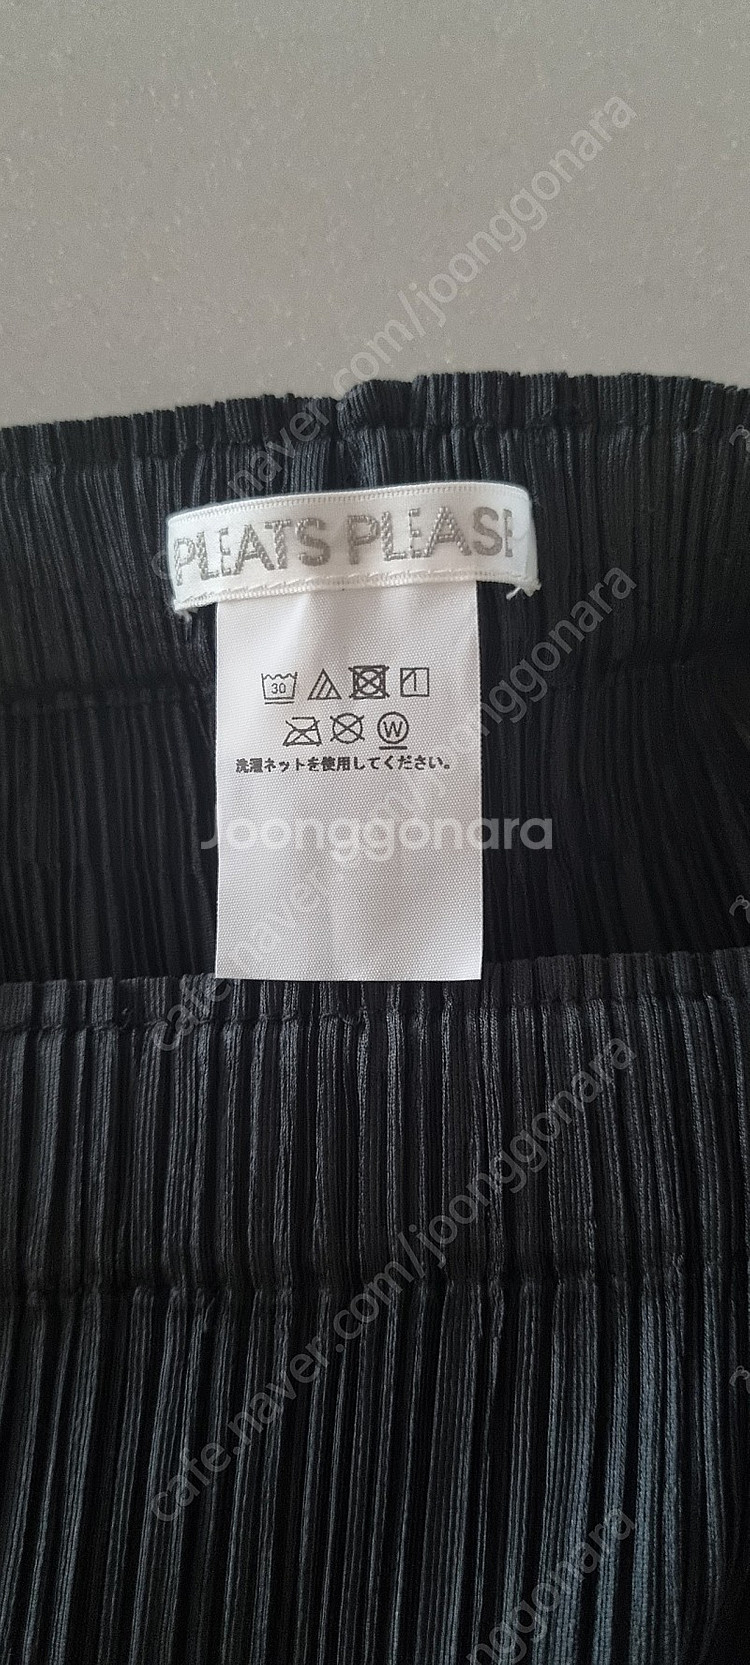 PLEATS PLEASE
30
W
洗濯ネットを使用してください。
Joonggonara
cafe.naver.com/joonggonara
cafe.naver.com/joonggonara
cafe.naver.com/joonggonara
joonggonara